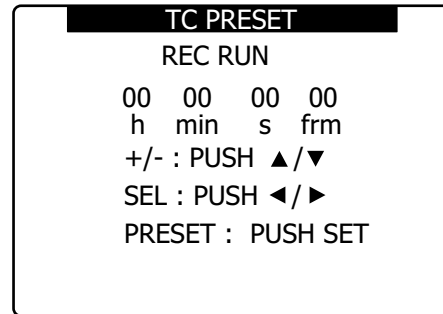 TC PRESET
REC RUN
00 00 00 00
h min s frm
+/- : PUSH ▲/▼
SEL : PUSH ◄/►
PRESET : PUSH SET